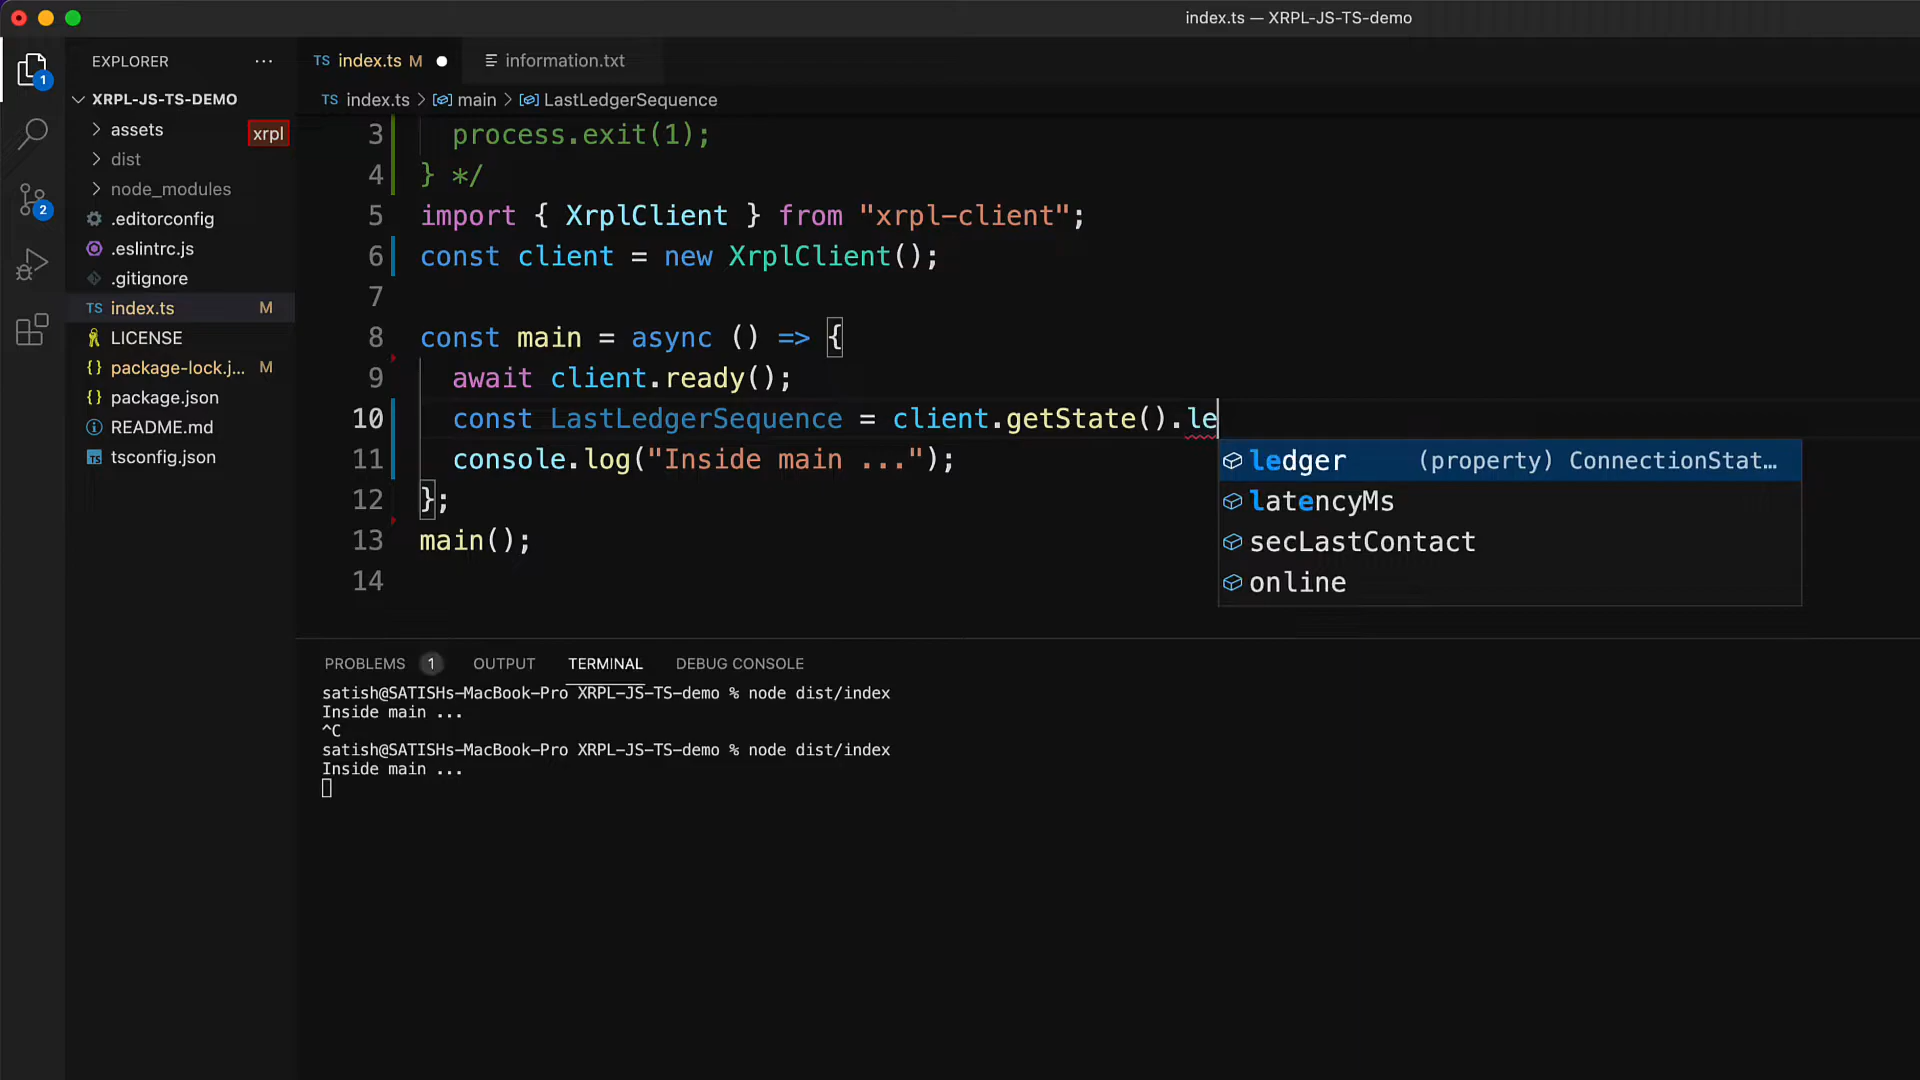 index.ts — XRPL-JS-TS-demo
EXPLORER ...
XRPL-JS-TS-DEMO
assets
xrpl
dist
node_modules
.editorconfig
.eslintrc.js
.gitignore
TS index.ts M
LICENSE
{} package-lock.j... M
{} package.json
README.md
TS tsconfig.json
1
2
TS index.ts M
information.txt
TS index.ts > main > LastLedgerSequence
3 process.exit(1);
4 } */
5 import { XrplClient } from "xrpl-client";
6 const client = new XrplClient();
7
8 const main = async () => {
9 await client.ready();
10 const LastLedgerSequence = client.getState().le
11 console.log("Inside main ...");
12 };
13 main();
14
ledger (property) ConnectionStat…
latencyMs
secLastContact
online
PROBLEMS 1 OUTPUT TERMINAL DEBUG CONSOLE
satish@SATISHs-MacBook-Pro XRPL-JS-TS-demo % node dist/index
Inside main ...
^C
satish@SATISHs-MacBook-Pro XRPL-JS-TS-demo % node dist/index
Inside main ...